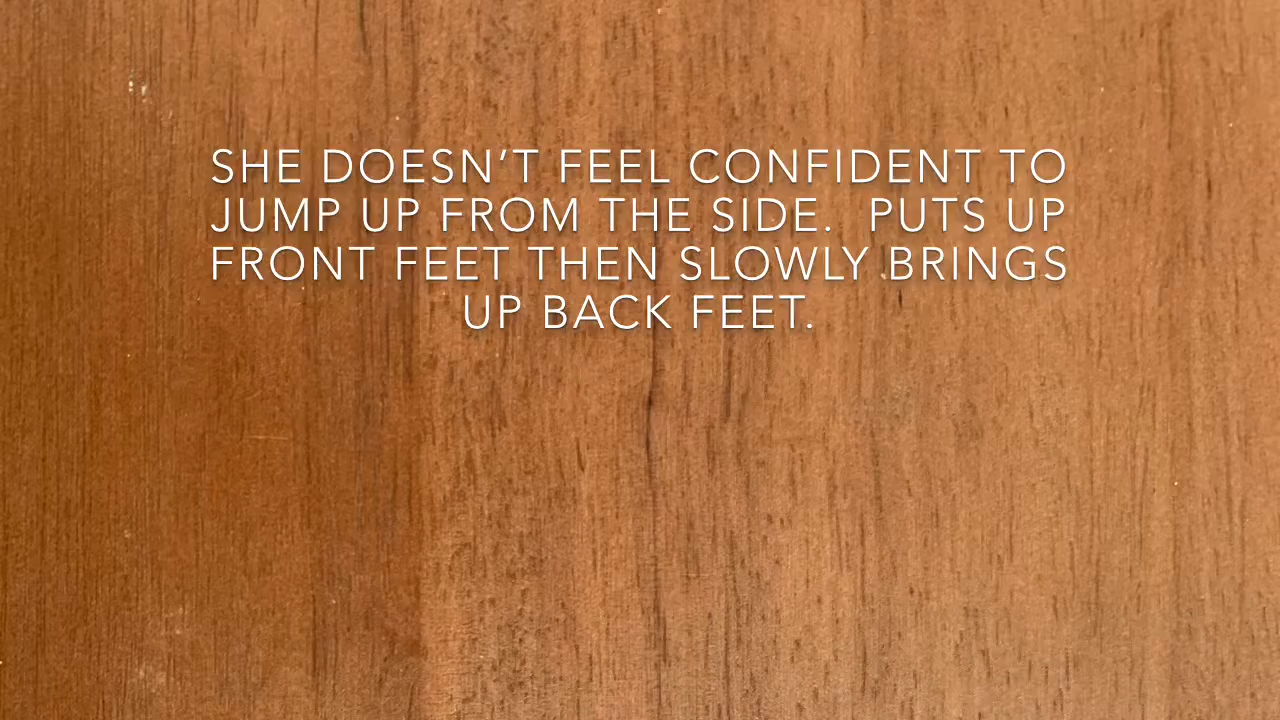 SHE DOESN’T FEEL CONFIDENT TO
JUMP UP FROM THE SIDE.  PUTS UP
FRONT FEET THEN SLOWLY BRINGS
UP BACK FEET.